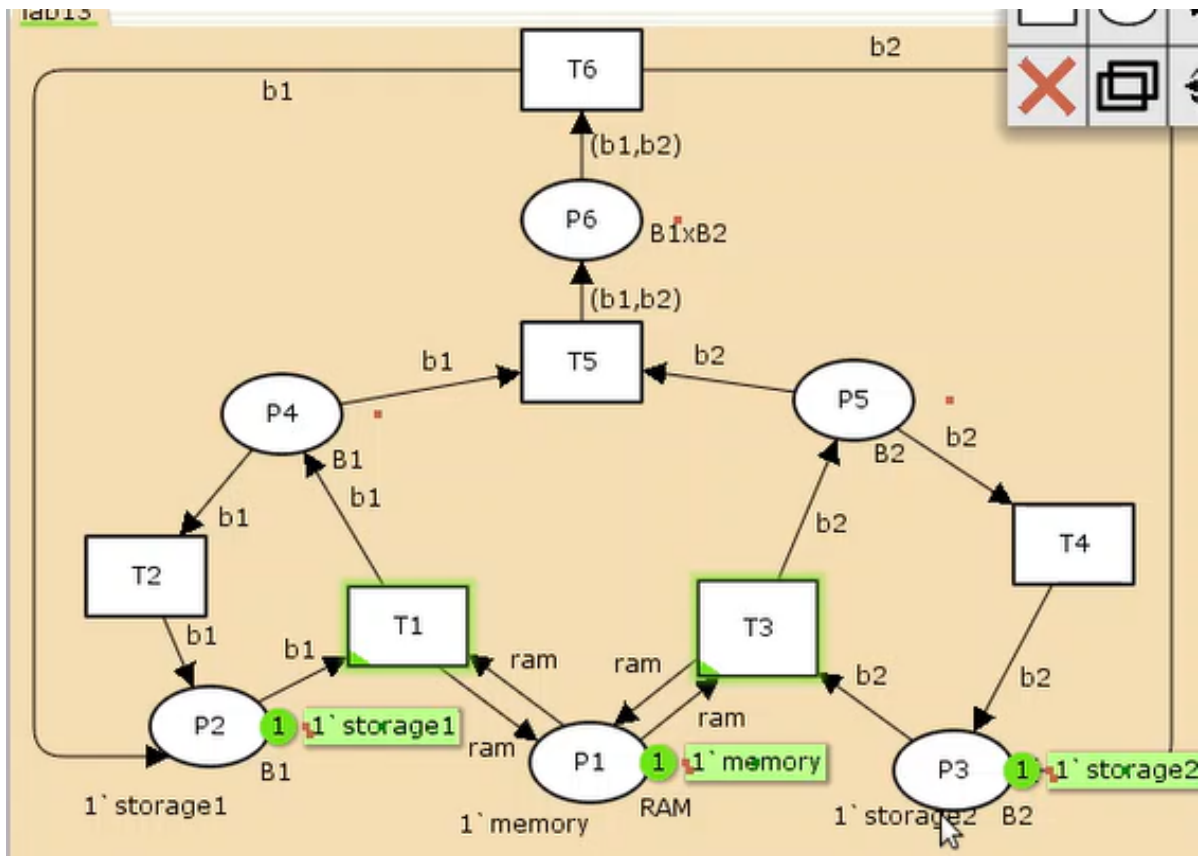 lab13
T6
b2
b1
(b1,b2)
P6
B1xB2
(b1,b2)
T5
b1
b2
P4
P5
B1
b1
b2
B2
b1
b2
T2
T4
T1
T3
b1
b1
ram
ram
b2
b2
ram
ram
P2
1
1`storage1
B1
P1
1
1`memory
RAM
P3
1
1`storage2
B2
1`storage1
1`memory
1`storage2